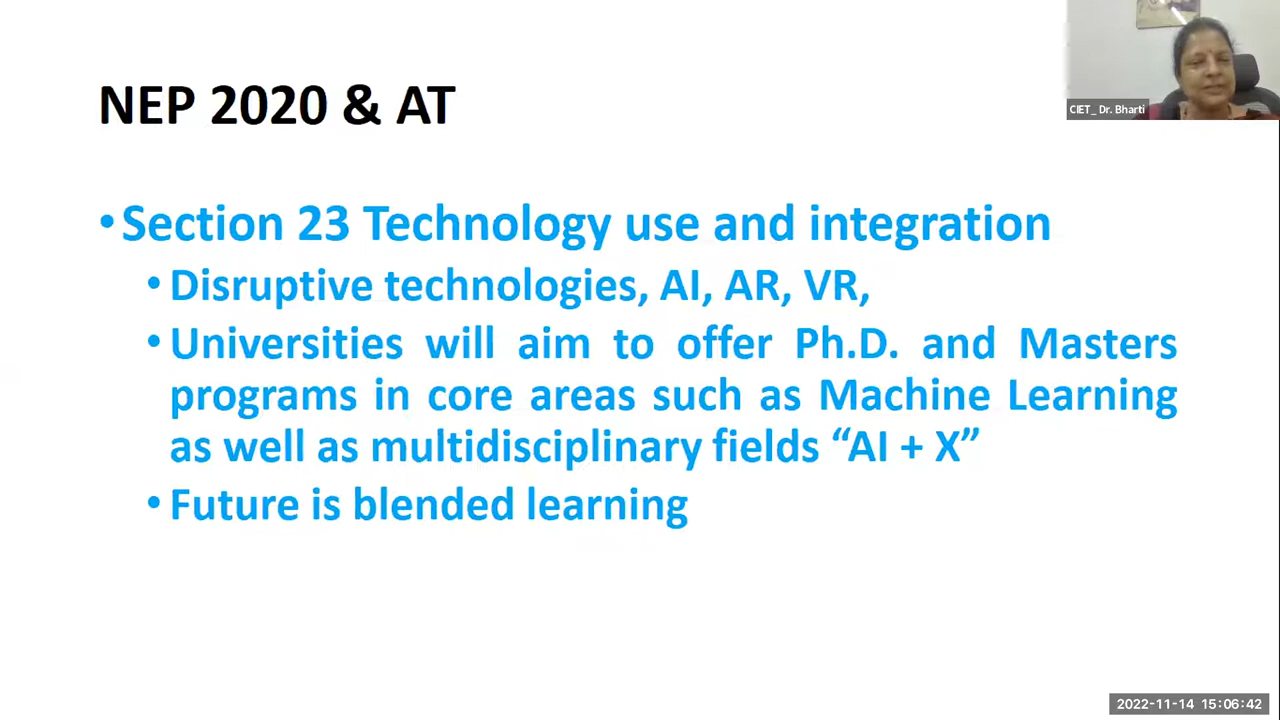 NEP 2020 & AT
CIET_ Dr. Bharti
•Section 23 Technology use and integration
•Disruptive technologies, AI, AR, VR,
•Universities will aim to offer Ph.D. and Masters
programs in core areas such as Machine Learning
as well as multidisciplinary fields “AI + X”
•Future is blended learning
2022-11-14 15:06:42